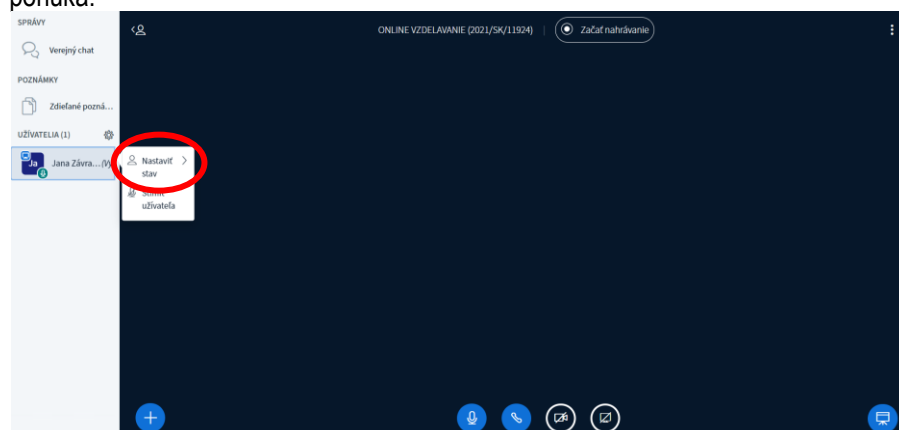 ponuka.
SPRÁVY
Verejný chat
POZNÁMKY
Zdieľané pozná...
UŽÍVATELIA (1)
Ja Jana Závra... (V)
ONLINE VZDELAVANIE (2021/SK/11924)
Začať nahrávanie
Nastaviť
stav
užívateľa